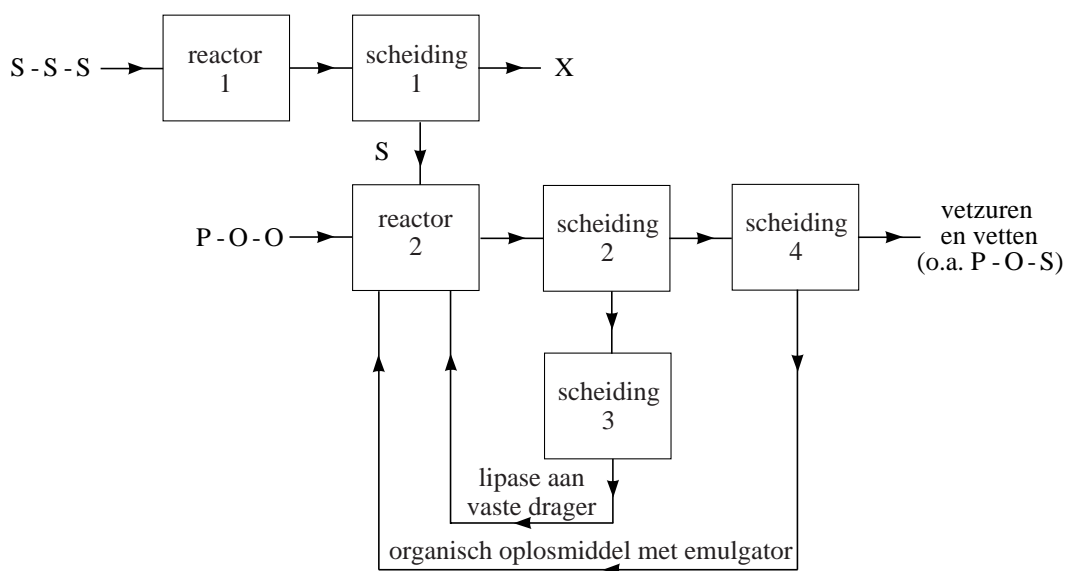 S - S - S
reactor
1
scheiding
1
X
S
P - O - O
reactor
2
scheiding
2
scheiding
4
vetzuren
en vetten
(o.a. P - O - S)
scheiding
3
lipase aan
vaste drager
organisch oplosmiddel met emulgator